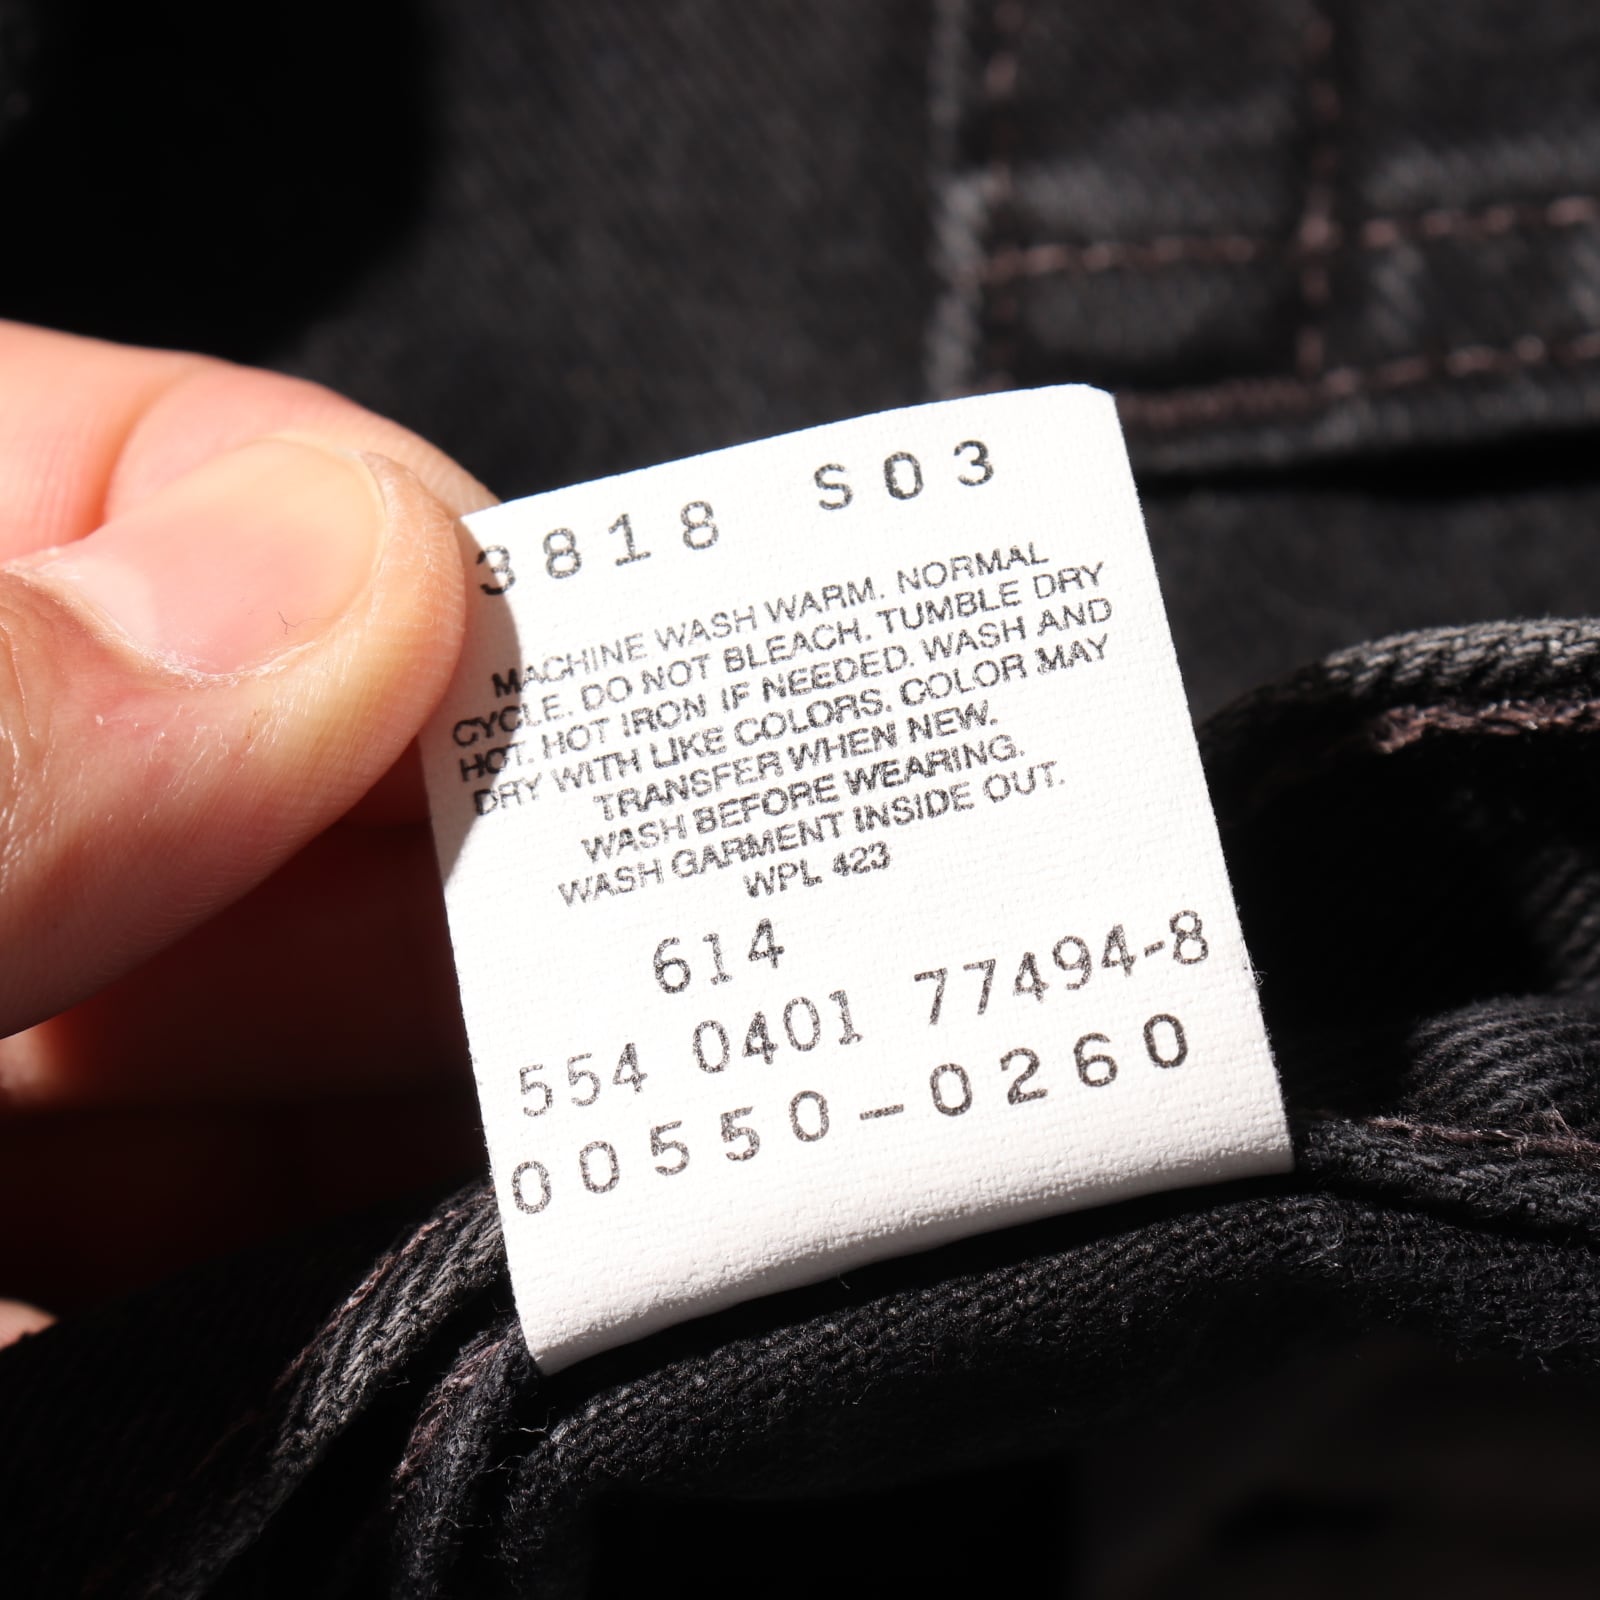 3818 S03
MACHINE WASH WARM. NORMAL
CYCLE. DO NOT BLEACH. TUMBLE DRY
HOT. HOT IRON IF NEEDED. WASH AND
DRY WITH LIKE COLORS. COLOR MAY
TRANSFER WHEN NEW.
WASH BEFORE WEARING.
WASH GARMENT INSIDE OUT.
WPL 423
614
554 0401 77494-8
00550-0260